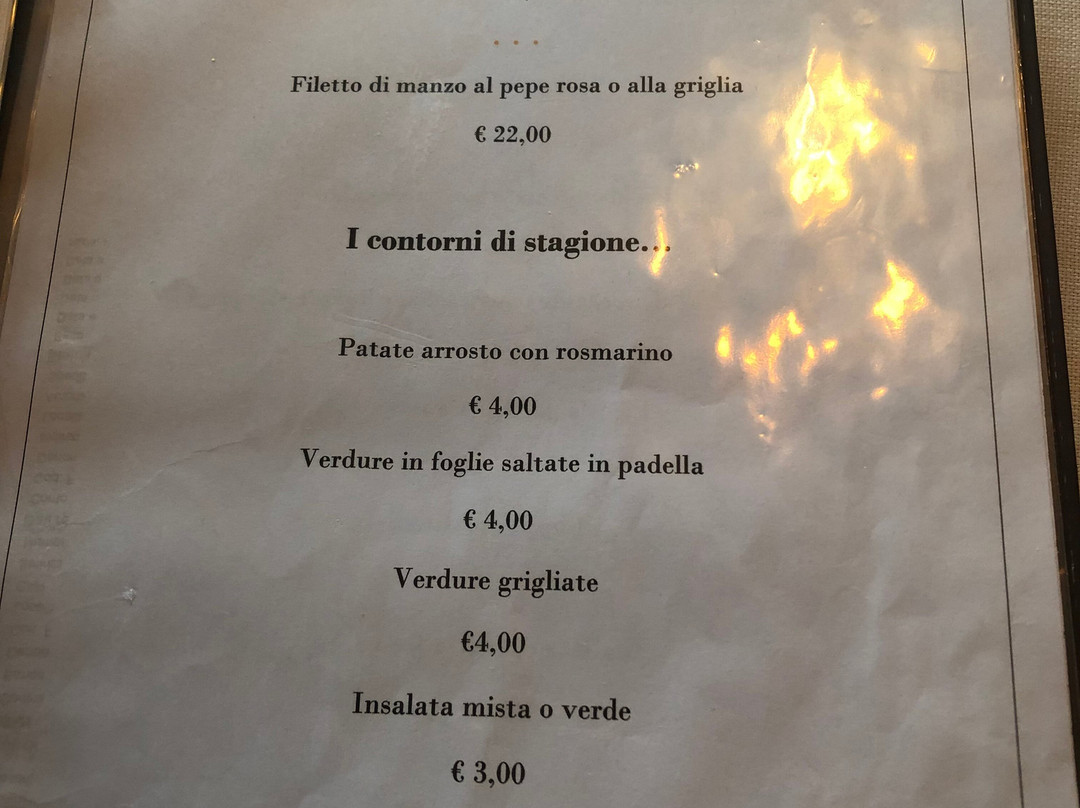 Filetto di manzo al pepe rosa o alla griglia
€ 22,00
I contorni di stagione...
Patate arrosto con rosmarino
€ 4,00
Verdure in foglie saltate in padella
€ 4,00
Verdure grigliate
€4,00
Insalata mista o verde
€ 3,00